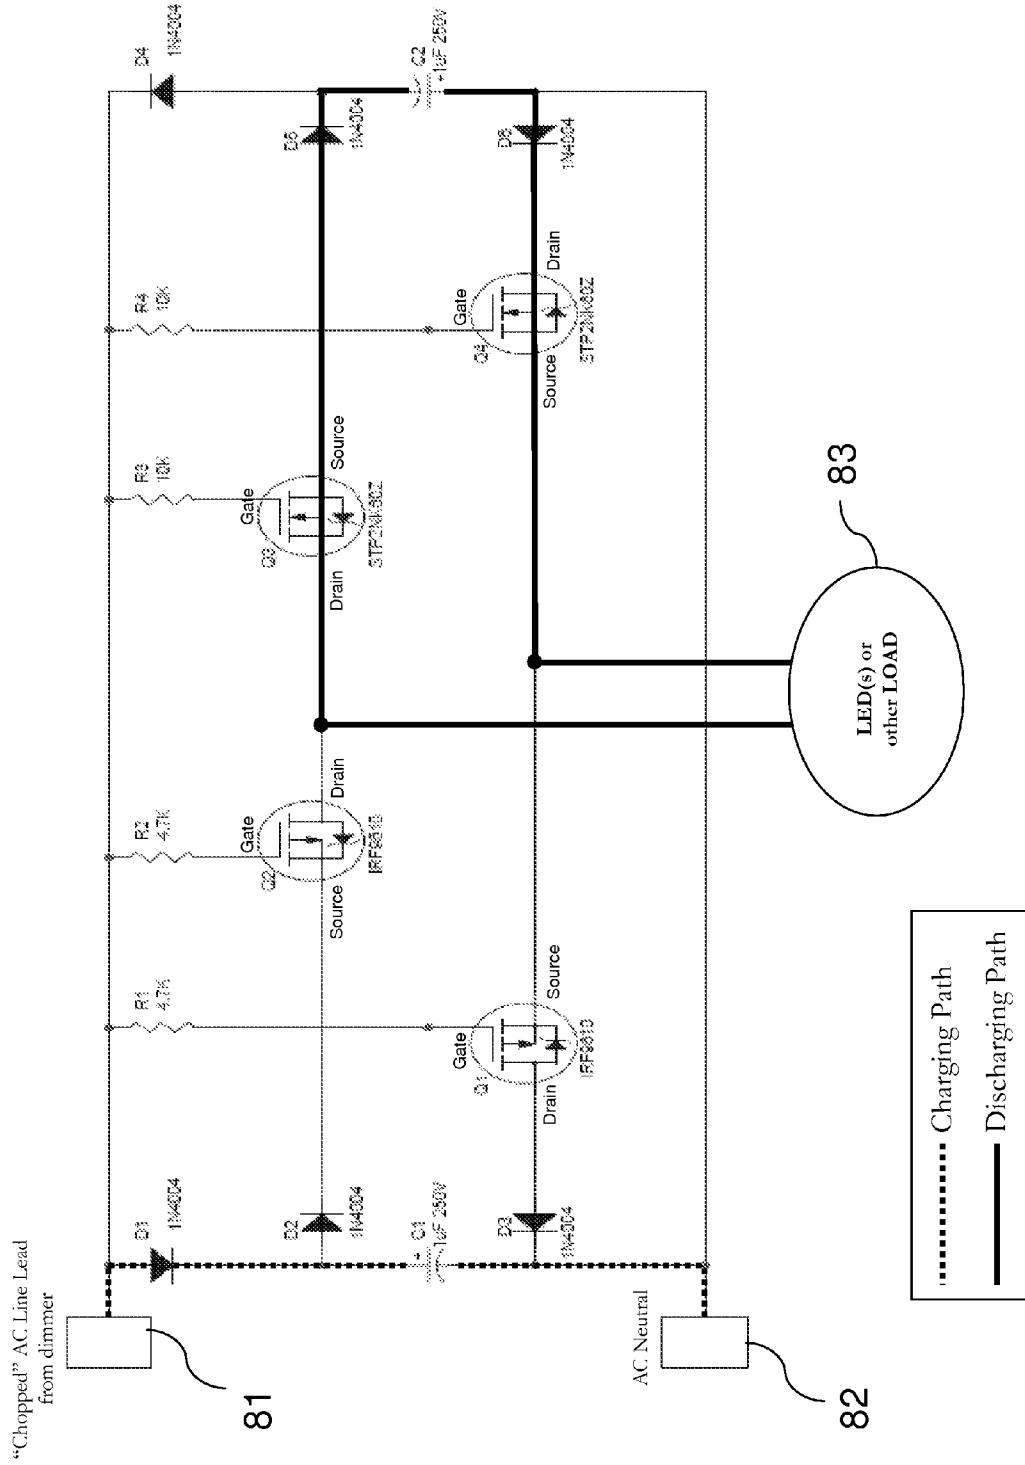 "Chopped" AC Line Lead
from dimmer
81
D1
1N4004
R1
4.7K
R2
4.7K
R3
10K
R4
10K
D4
1N4004
D2
1N4004
Gate
Q2
Source
Drain
Gate
Q3
Drain
Source
STP2NK60Z
D5
1N4004
C1
+
1uF 250V
C2
+1uF 250V
D3
1N4004
Gate
Q1
Drain
Source
Gate
Q4
Source
Drain
STP2NK60Z
1N4004
AC Neutral
82
LED(s) or
other LOAD
83
Charging Path
Discharging Path